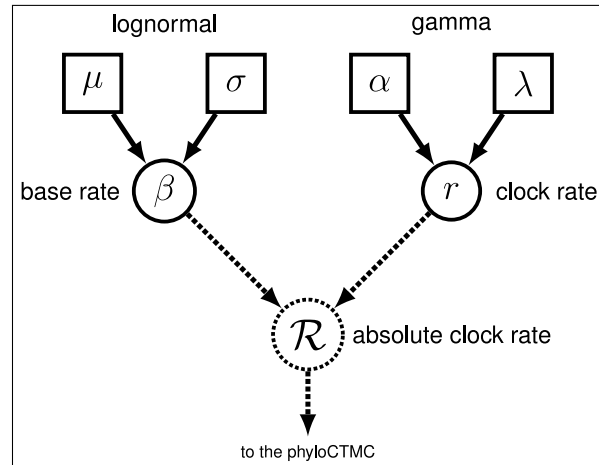 lognormal gamma
μ σ α λ
base rate β r clock rate
ℛ absolute clock rate
to the phyloCTMC